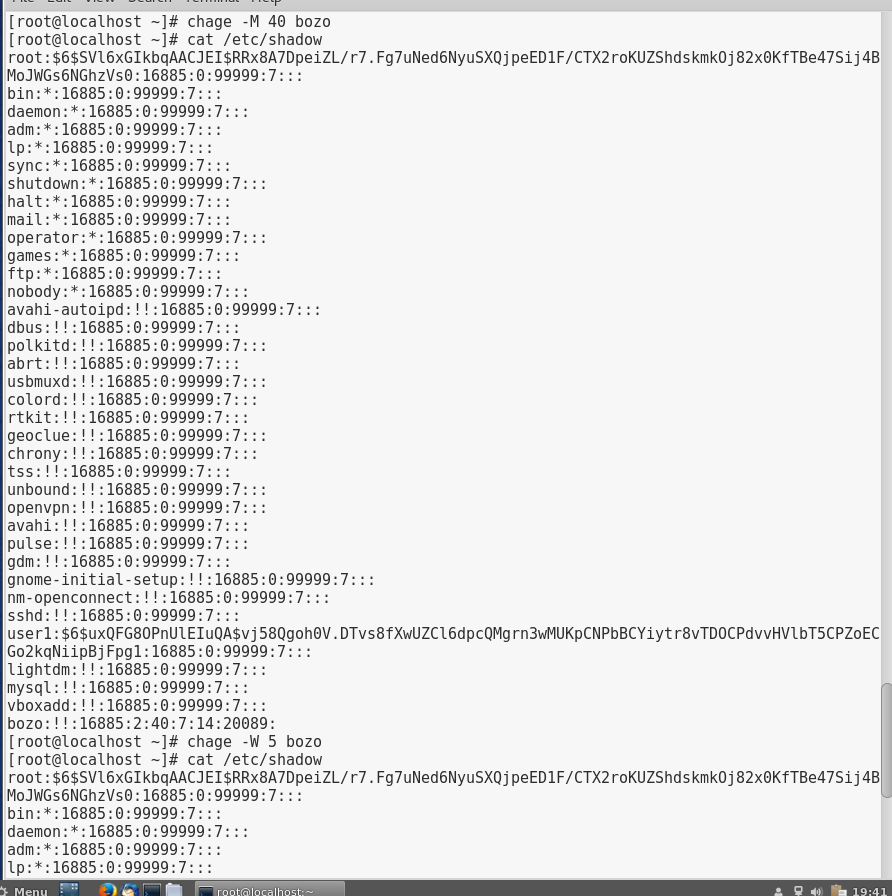 File Edit View Search Terminal Help
[root@localhost ~]# chage -M 40 bozo
[root@localhost ~]# cat /etc/shadow
root:$6$SVl6xGIkbqAACJEI$RRx8A7DpeiZL/r7.Fg7uNed6NyuSXQjpeED1F/CTX2roKUZShdskmkOj82x0KfTBe47Sij4B
MoJWGs6NGhzVs0:16885:0:99999:7:::
bin:*:16885:0:99999:7:::
daemon:*:16885:0:99999:7:::
adm:*:16885:0:99999:7:::
lp:*:16885:0:99999:7:::
sync:*:16885:0:99999:7:::
shutdown:*:16885:0:99999:7:::
halt:*:16885:0:99999:7:::
mail:*:16885:0:99999:7:::
operator:*:16885:0:99999:7:::
games:*:16885:0:99999:7:::
ftp:*:16885:0:99999:7:::
nobody:*:16885:0:99999:7:::
avahi-autoipd:!!:16885:0:99999:7:::
dbus:!!:16885:0:99999:7:::
polkitd:!!:16885:0:99999:7:::
abrt:!!:16885:0:99999:7:::
usbmuxd:!!:16885:0:99999:7:::
colord:!!:16885:0:99999:7:::
rtkit:!!:16885:0:99999:7:::
geoclue:!!:16885:0:99999:7:::
chrony:!!:16885:0:99999:7:::
tss:!!:16885:0:99999:7:::
unbound:!!:16885:0:99999:7:::
openvpn:!!:16885:0:99999:7:::
avahi:!!:16885:0:99999:7:::
pulse:!!:16885:0:99999:7:::
gdm:!!:16885:0:99999:7:::
gnome-initial-setup:!!:16885:0:99999:7:::
nm-openconnect:!!:16885:0:99999:7:::
sshd:!!:16885:0:99999:7:::
user1:$6$uxQFG8OPnUlEIuQA$vj58Qgoh0V.DTvs8fXwUZCl6dpcQMgrn3wMUKpCNPbBCYiytr8vTDOCPdvvHVlbT5CPZoEC
Go2kqNiipBjFpg1:16885:0:99999:7:::
lightdm:!!:16885:0:99999:7:::
mysql:!!:16885:0:99999:7:::
vboxadd:!!:16885:0:99999:7:::
bozo:!!:16885:2:40:7:14:20089:
[root@localhost ~]# chage -W 5 bozo
[root@localhost ~]# cat /etc/shadow
root:$6$SVl6xGIkbqAACJEI$RRx8A7DpeiZL/r7.Fg7uNed6NyuSXQjpeED1F/CTX2roKUZShdskmkOj82x0KfTBe47Sij4B
MoJWGs6NGhzVs0:16885:0:99999:7:::
bin:*:16885:0:99999:7:::
daemon:*:16885:0:99999:7:::
adm:*:16885:0:99999:7:::
lp:*:16885:0:99999:7:::
Menu root@localhost:~ 19:41